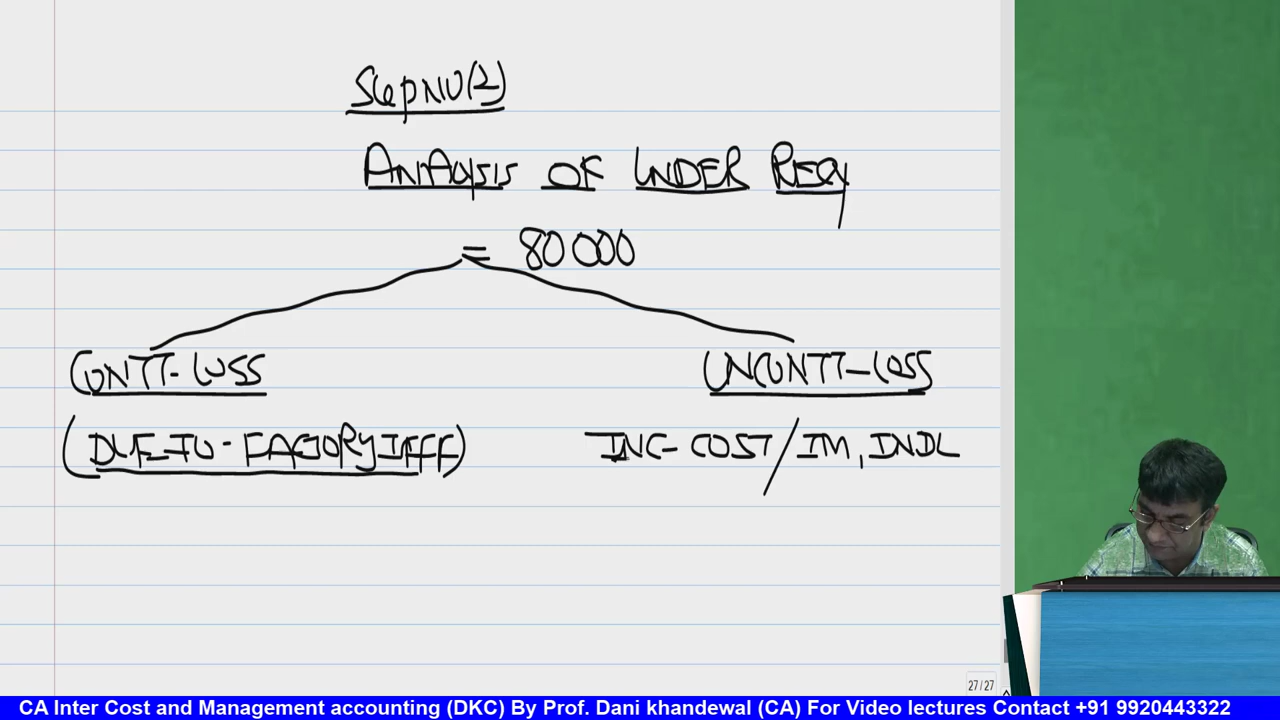 Step NO (2)
ANAlysis OF UNDER REQ
= 80000
CONTT- LOSS
UNCONTT-LOSS
(DUE-TO- FACTORY IFFF)
INC- COST / IM, INDL
27/27
CA Inter Cost and Management accounting (DKC) By Prof. Dani khandewal (CA) For Video lectures Contact +91 9920443322